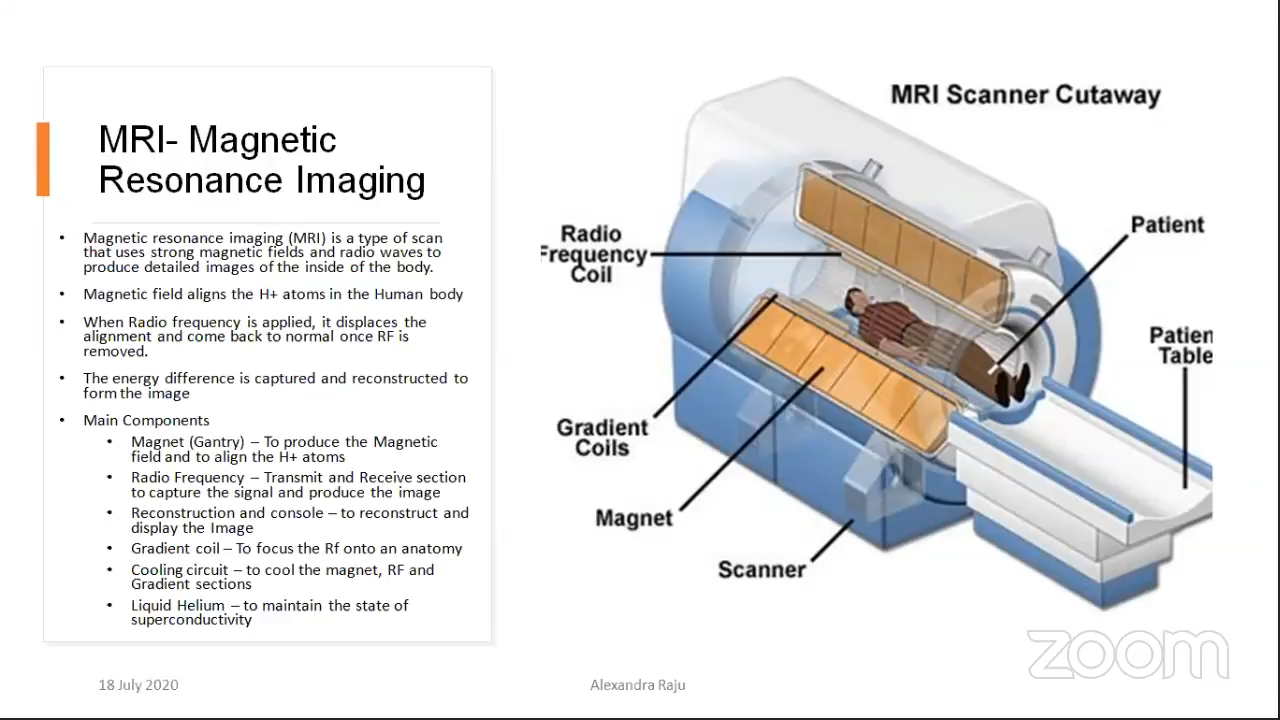 MRI- Magnetic
Resonance Imaging
• Magnetic resonance imaging (MRI) is a type of scan
that uses strong magnetic fields and radio waves to
produce detailed images of the inside of the body.
• Magnetic field aligns the H+ atoms in the Human body
• When Radio frequency is applied, it displaces the
alignment and come back to normal once RF is
removed.
• The energy difference is captured and reconstructed to
form the image
• Main Components
• Magnet (Gantry) – To produce the Magnetic
field and to align the H+ atoms
• Radio Frequency – Transmit and Receive section
to capture the signal and produce the image
• Reconstruction and console – to reconstruct and
display the Image
• Gradient coil – To focus the Rf onto an anatomy
• Cooling circuit – to cool the magnet, RF and
Gradient sections
• Liquid Helium – to maintain the state of
superconductivity
MRI Scanner Cutaway
Radio
Frequency
Coil
Patient
Patien
Table
Gradient
Coils
Magnet
Scanner
zoom
18 July 2020
Alexandra Raju